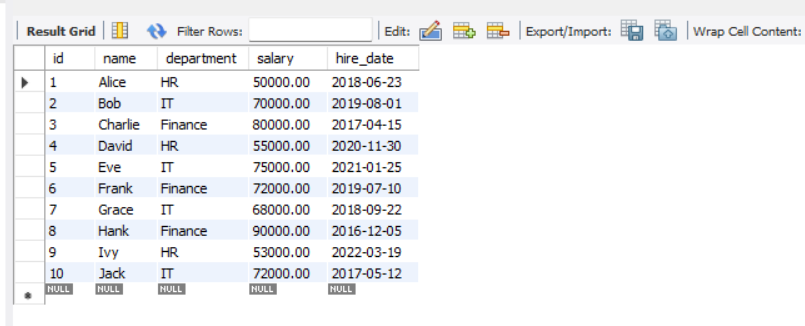 Result Grid Filter Rows: Edit: Export/Import: Wrap Cell Content:
id name department salary hire_date
1 Alice HR 50000.00 2018-06-23
2 Bob IT 70000.00 2019-08-01
3 Charlie Finance 80000.00 2017-04-15
4 David HR 55000.00 2020-11-30
5 Eve IT 75000.00 2021-01-25
6 Frank Finance 72000.00 2019-07-10
7 Grace IT 68000.00 2018-09-22
8 Hank Finance 90000.00 2016-12-05
9 Ivy HR 53000.00 2022-03-19
10 Jack IT 72000.00 2017-05-12
NULL NULL NULL NULL NULL